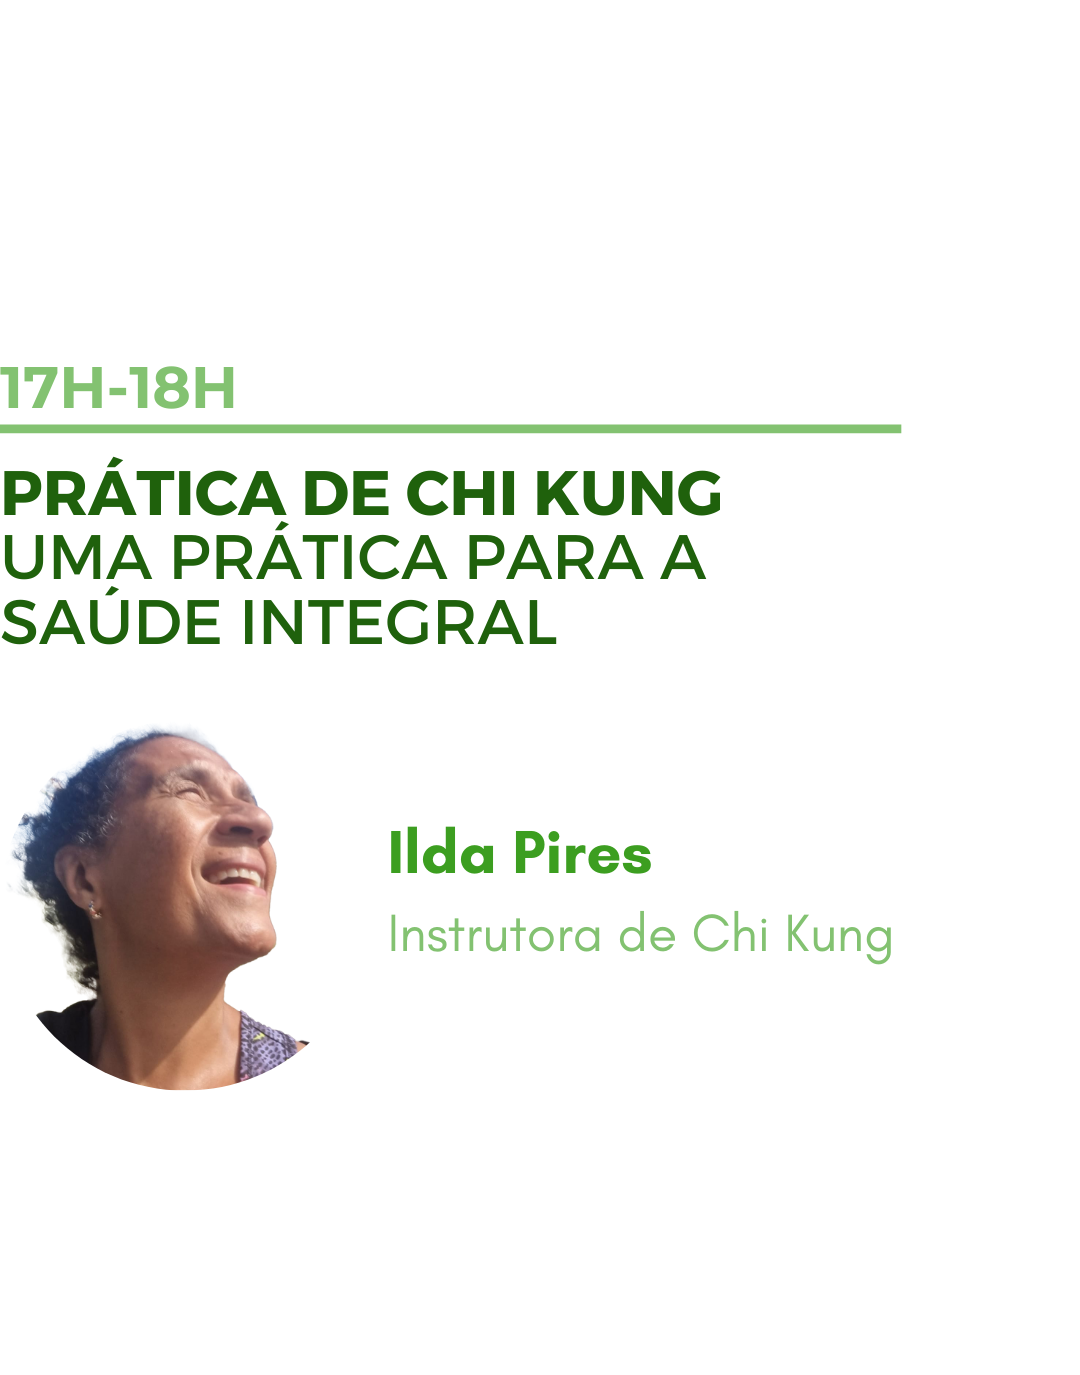 17H-18H
PRÁTICA DE CHI KUNG
UMA PRÁTICA PARA A
SAÚDE INTEGRAL
Ilda Pires
Instrutora de Chi Kung